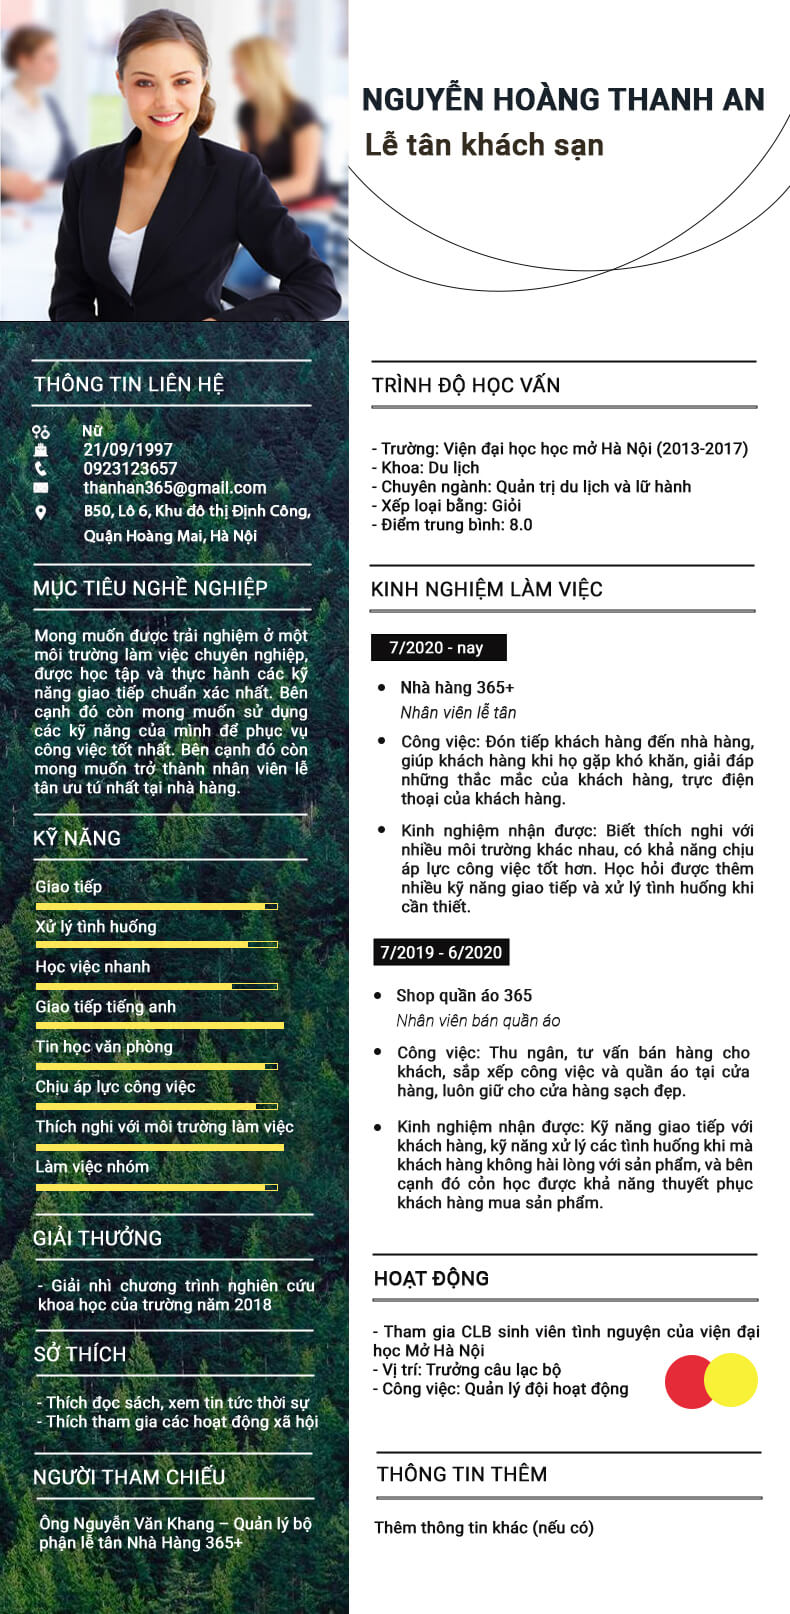 NGUYỄN HOÀNG THANH AN
Lễ tân khách sạn
THÔNG TIN LIÊN HỆ
Nữ
21/09/1997
0923123657
thanhan365@gmail.com
B50, Lô 6, Khu đô thị Định Công,
Quận Hoàng Mai, Hà Nội
MỤC TIÊU NGHỀ NGHIỆP
Mong muốn được trải nghiệm ở một
môi trường làm việc chuyên nghiệp,
được học tập và thực hành các kỹ
năng giao tiếp chuẩn xác nhất. Bên
cạnh đó còn mong muốn sử dụng
các kỹ năng của mình để phục vụ
công việc tốt nhất. Bên cạnh đó còn
mong muốn trở thành nhân viên lễ
tân ưu tú nhất tại nhà hàng.
KỸ NĂNG
Giao tiếp
Xử lý tình huống
Học việc nhanh
Giao tiếp tiếng anh
Tin học văn phòng
Chịu áp lực công việc
Thích nghi với môi trường làm việc
Làm việc nhóm
GIẢI THƯỞNG
- Giải nhì chương trình nghiên cứu
khoa học của trường năm 2018
SỞ THÍCH
- Thích đọc sách, xem tin tức thời sự
- Thích tham gia các hoạt động xã hội
NGƯỜI THAM CHIẾU
Ông Nguyễn Văn Khang – Quản lý bộ
phận lễ tân Nhà Hàng 365+
TRÌNH ĐỘ HỌC VẤN
- Trường: Viện đại học học mở Hà Nội (2013-2017)
- Khoa: Du lịch
- Chuyên ngành: Quản trị du lịch và lữ hành
- Xếp loại bằng: Giỏi
- Điểm trung bình: 8.0
KINH NGHIỆM LÀM VIỆC
7/2020 - nay
• Nhà hàng 365+
Nhân viên lễ tân
• Công việc: Đón tiếp khách hàng đến nhà hàng,
giúp khách hàng khi họ gặp khó khăn, giải đáp
những thắc mắc của khách hàng, trực điện
thoại của khách hàng.
• Kinh nghiệm nhận được: Biết thích nghi với
nhiều môi trường khác nhau, có khả năng chịu
áp lực công việc tốt hơn. Học hỏi được thêm
nhiều kỹ năng giao tiếp và xử lý tình huống khi
cần thiết.
7/2019 - 6/2020
• Shop quần áo 365
Nhân viên bán quần áo
• Công việc: Thu ngân, tư vấn bán hàng cho
khách, sắp xếp công việc và quần áo tại cửa
hàng, luôn giữ cho cửa hàng sạch đẹp.
• Kinh nghiệm nhận được: Kỹ năng giao tiếp với
khách hàng, kỹ năng xử lý các tình huống khi mà
khách hàng không hài lòng với sản phẩm, và bên
cạnh đó cỏn học được khả năng thuyết phục
khách hàng mua sản phẩm.
HOẠT ĐỘNG
- Tham gia CLB sinh viên tình nguyện của viện đại
học Mở Hà Nội
- Vị trí: Trưởng câu lạc bộ
- Công việc: Quản lý đội hoạt động
THÔNG TIN THÊM
Thêm thông tin khác (nếu có)